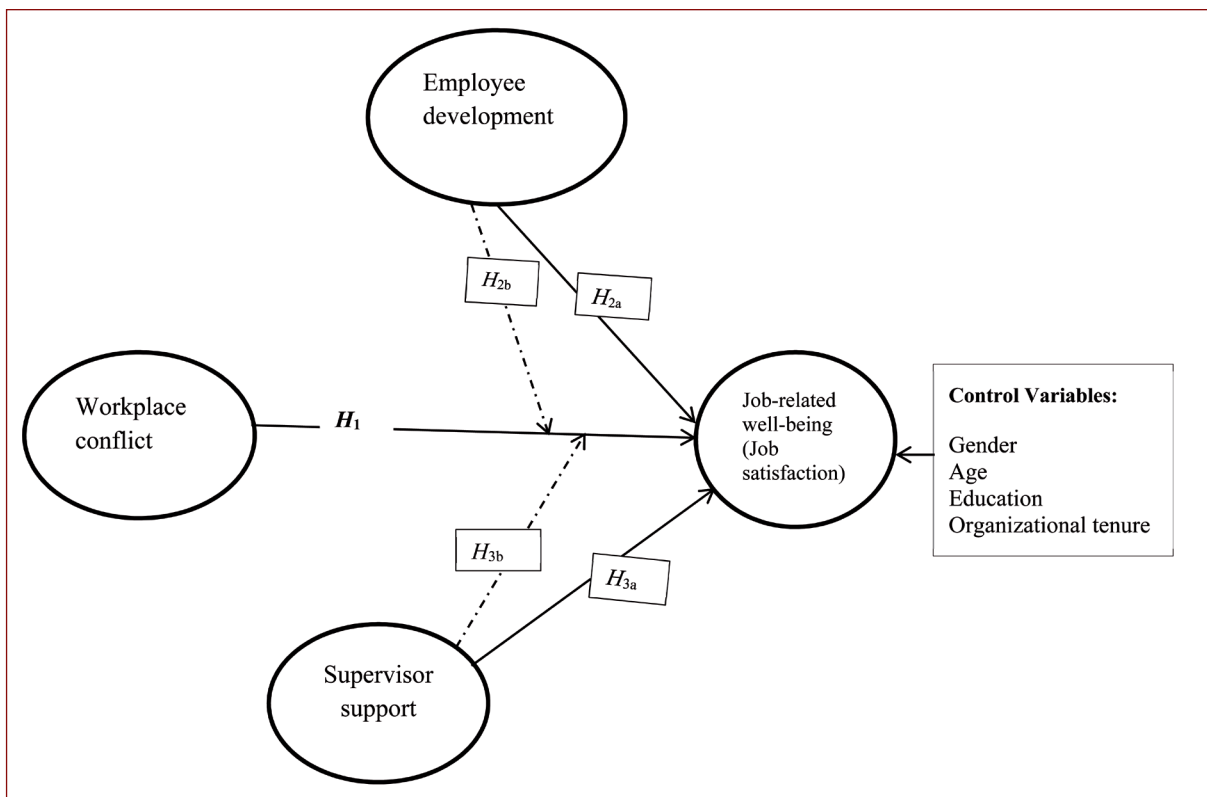 Employee
development
H2b
H2a
Workplace
conflict
H1
Job-related
well-being
(Job
satisfaction)
Control Variables:
Gender
Age
Education
Organizational tenure
H3b
H3a
Supervisor
support